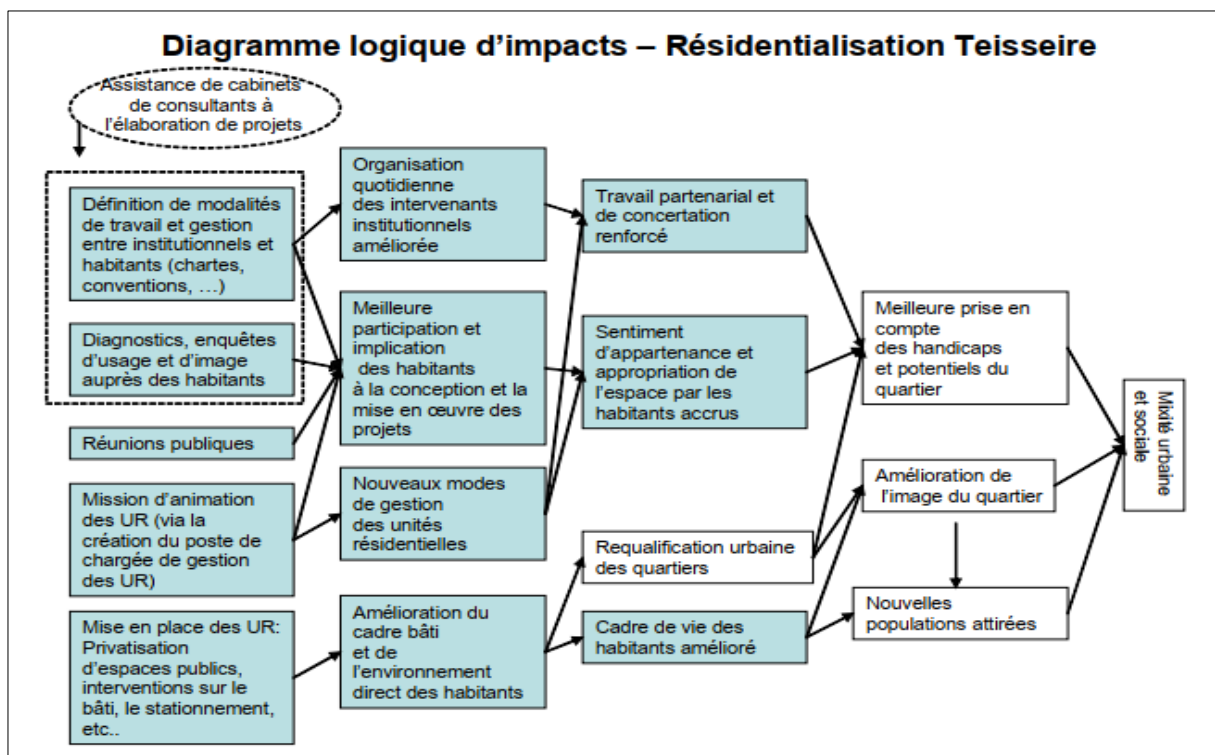 Diagramme logique d'impacts – Résidentialisation Teisseire
Assistance de cabinets
de consultants à
l'élaboration de projets
Définition de modalités
de travail et gestion
entre institutionnels et
habitants (chartes,
conventions, …)
Diagnostics, enquêtes
d'usage et d'image
auprès des habitants
Réunions publiques
Mission d'animation
des UR (via la
création du poste de
chargée de gestion
des UR)
Mise en place des UR:
Privatisation
d'espaces publics,
interventions sur le
bâti, le stationnement,
etc..
Organisation
quotidienne
des intervenants
institutionnels
améliorée
Meilleure
participation et
implication
des habitants
à la conception et la
mise en œuvre des
projets
Nouveaux modes
de gestion
des unités
résidentielles
Amélioration du
cadre bâti
et de
l'environnement
direct des habitants
Travail partenarial et
de concertation
renforcé
Sentiment
d'appartenance et
appropriation de
l'espace par les
habitants accrus
Requalification urbaine
des quartiers
Cadre de vie des
habitants amélioré
Meilleure prise en
compte
des handicaps
et potentiels du
quartier
Amélioration de
l'image du quartier
Nouvelles
populations attirées
Mixité urbaine
et sociale